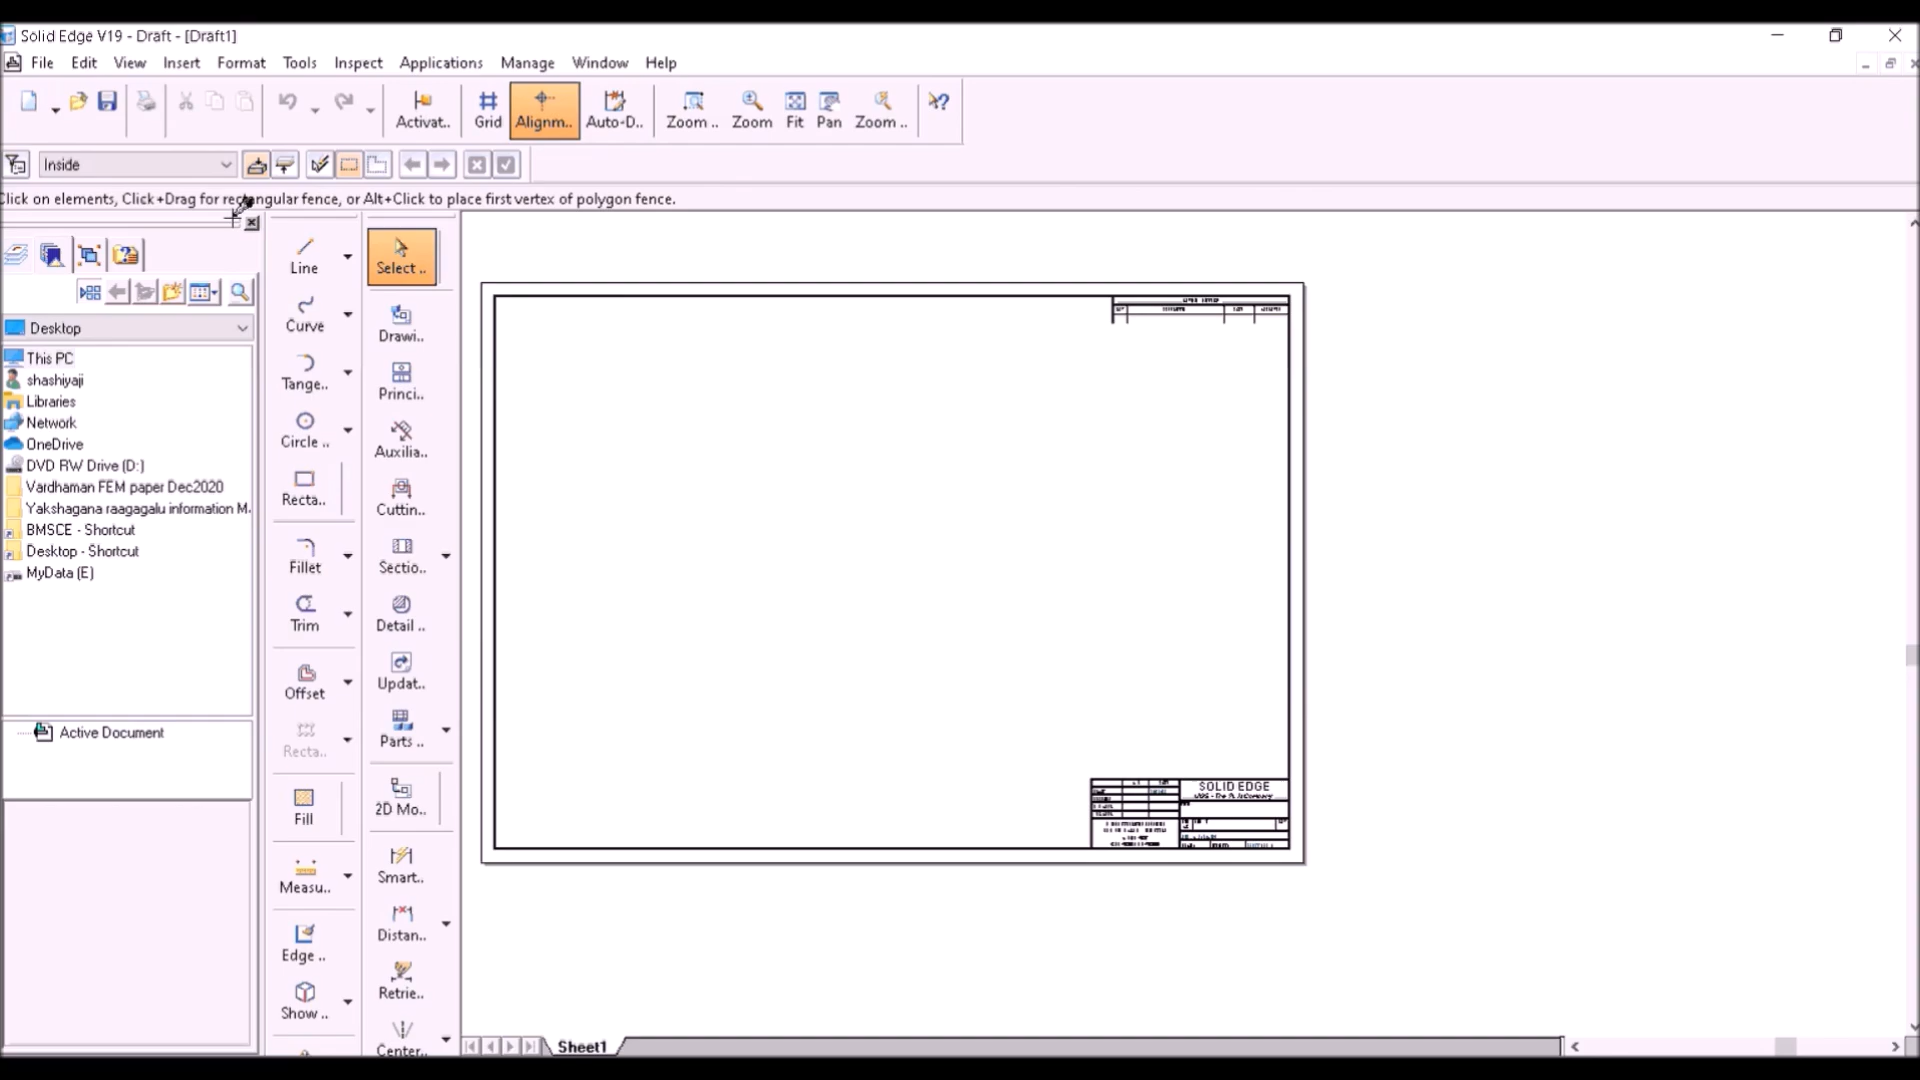 Solid Edge V19 - Draft - [Draft1]
File Edit View Insert Format Tools Inspect Applications Manage Window Help
Activat.. Grid Alignm.. Auto-D.. Zoom .. Zoom Fit Pan Zoom ..
Inside
Click on elements, Click+Drag for rectangular fence, or Alt+Click to place first vertex of polygon fence.
Desktop
This PC
shashiyaji
Libraries
Network
OneDrive
DVD RW Drive (D:)
Vardhaman FEM paper Dec2020
Yakshagana raagagalu information M
BMSCE - Shortcut
Desktop - Shortcut
MyData (E)
Active Document
Line
Curve
Tange..
Circle ..
Recta..
Fillet
Trim
Offset
Recta..
Fill
Measu..
Edge ..
Show ..
Select ..
Drawi..
Princi..
Auxilia..
Cuttin..
Sectio..
Detail ..
Updat..
Parts ..
2D Mo..
Smart..
Distan..
Retrie..
Center..
SOLID EDGE
Sheet1